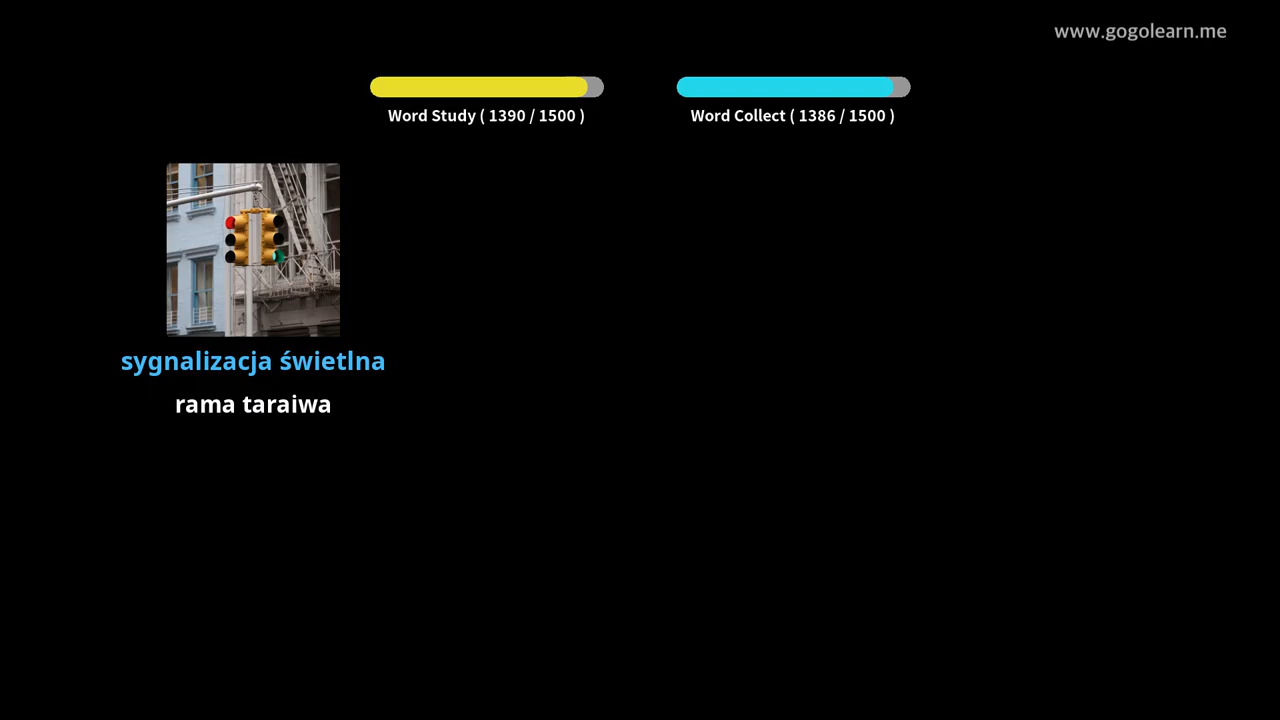 www.gogolearn.me
Word Study ( 1390 / 1500 )
Word Collect ( 1386 / 1500 )
sygnalizacja świetlna
rama taraiwa